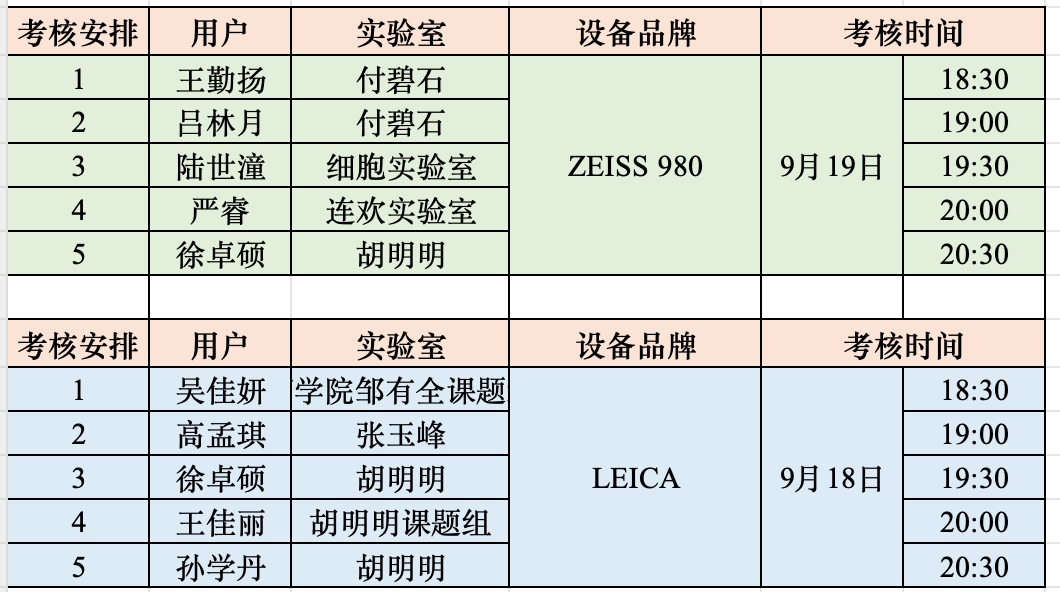 考核安排 用户 实验室 设备品牌 考核时间
1 王勤扬 付碧石 ZEISS 980 9月19日 18:30
2 吕林月 付碧石 19:00
3 陆世潼 细胞实验室 19:30
4 严睿 连欢实验室 20:00
5 徐卓硕 胡明明 20:30
考核安排 用户 实验室 设备品牌 考核时间
1 吴佳妍 学院邹有全课题 LEICA 9月18日 18:30
2 高孟琪 张玉峰 19:00
3 徐卓硕 胡明明 19:30
4 王佳丽 胡明明课题组 20:00
5 孙学丹 胡明明 20:30